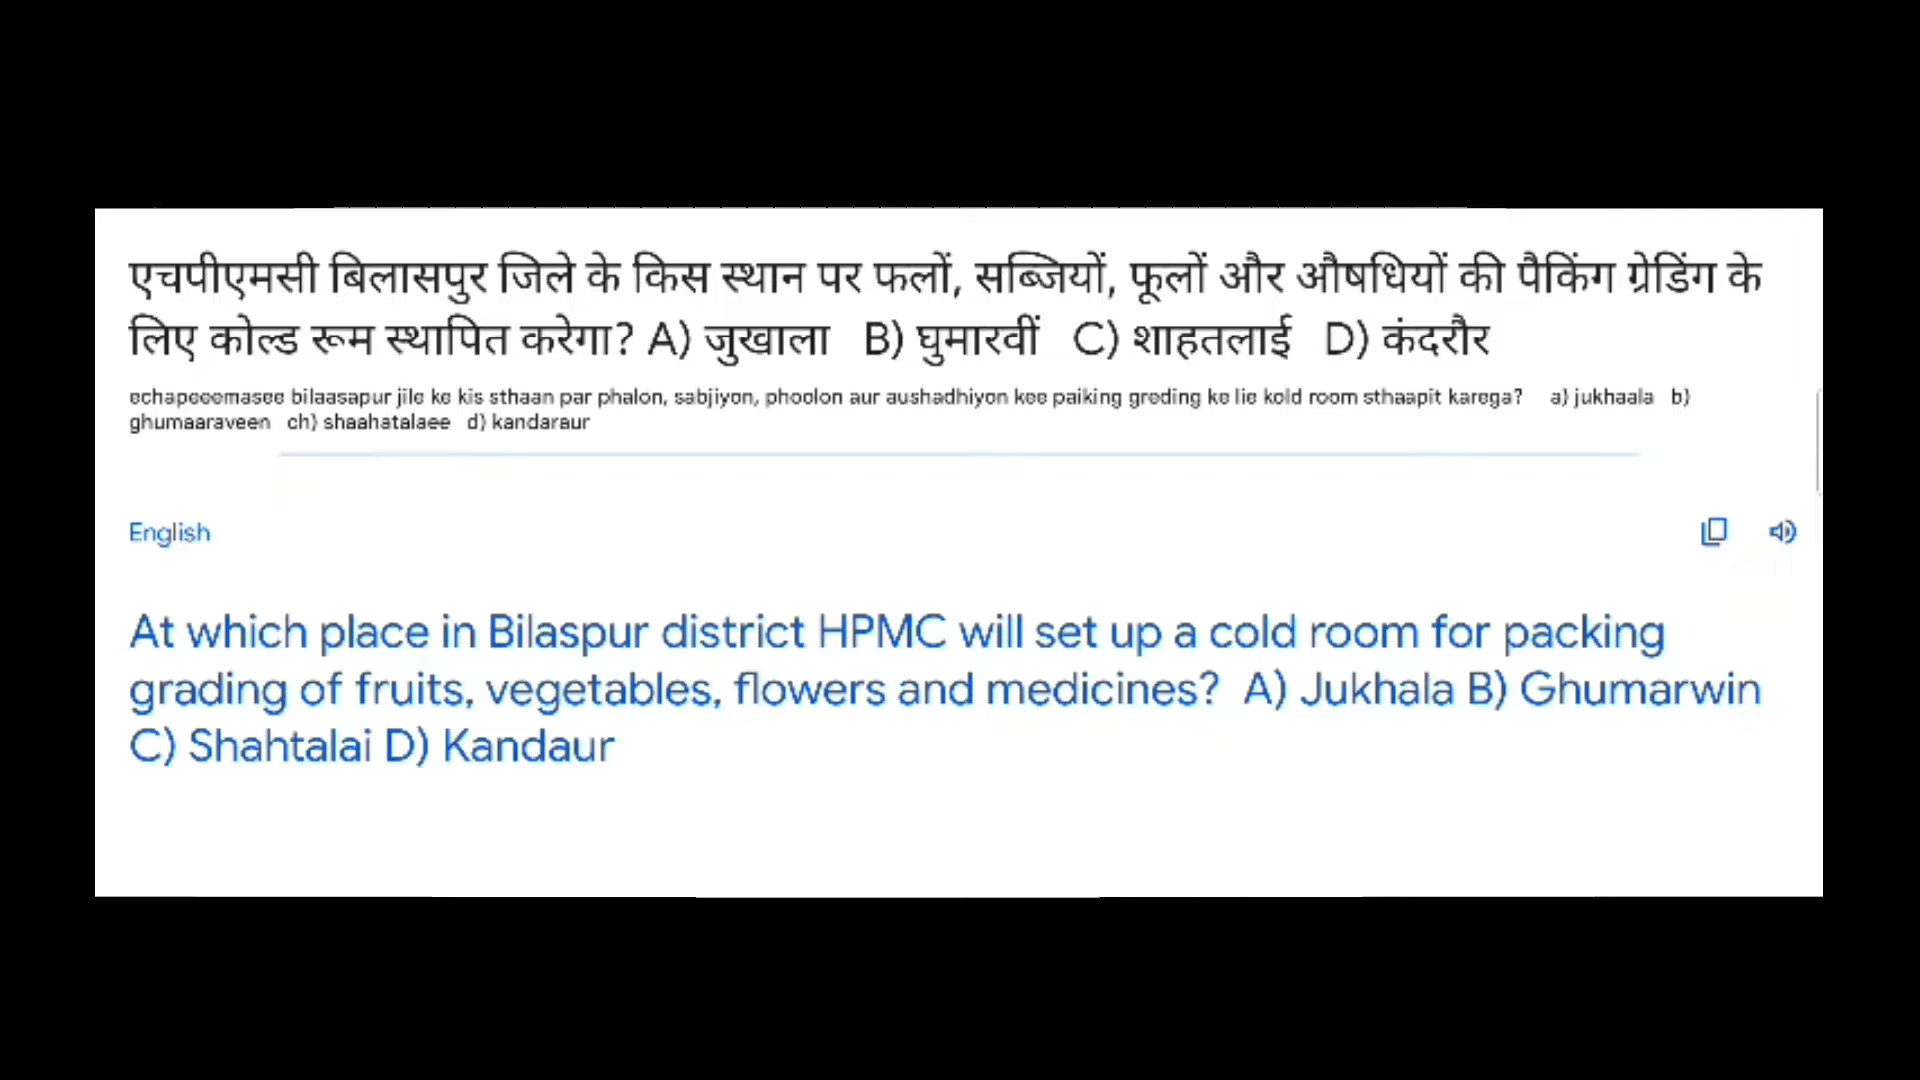 एचपीएमसी बिलासपुर जिले के किस स्थान पर फलों, सब्जियों, फूलों और औषधियों की पैकिंग ग्रेडिंग के
लिए कोल्ड रूम स्थापित करेगा? A) जुखाला B) घुमारवीं C) शाहतलाई D) कंदरौर
echapeeemasee bilaasapur jile ke kis sthaan par phalon, sabjiyon, phoolon aur aushadhiyon kee paiking greding ke lie kold room sthaapit karega? a) jukhaala b)
ghumaaraveen ch) shaahatalaee d) kandaraur
English
At which place in Bilaspur district HPMC will set up a cold room for packing
grading of fruits, vegetables, flowers and medicines? A) Jukhala B) Ghumarwin
C) Shahtalai D) Kandaur